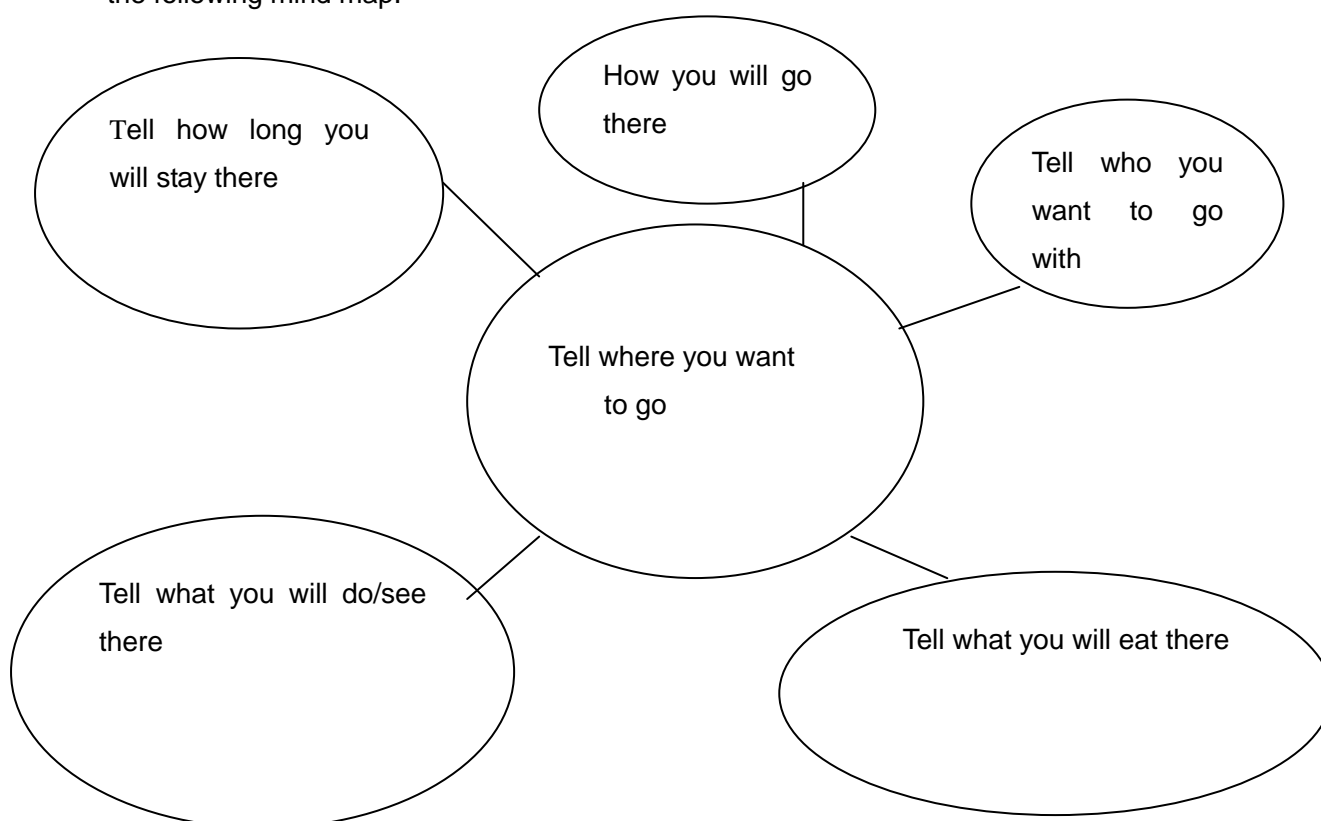 the following mind map.
How you will go
there
Tell how long you
will stay there
Tell who you
want to go
with
Tell where you want
to go
Tell what you will do/see
there
Tell what you will eat there